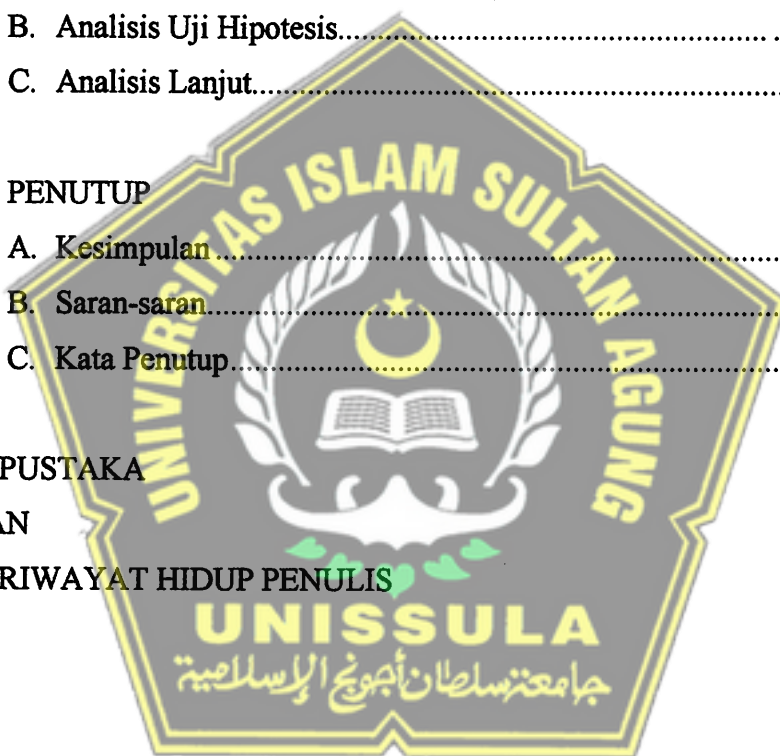 B. Analisis Uji Hipotesis.......................................................... .
C. Analisis Lanjut........................................................................
PENUTUP
A. Kesimpulan............................................................................
B. Saran-saran.............................................................................
C. Kata Penutup..........................................................................
PUSTAKA
AN
RIWAYAT HIDUP PENULIS
UNIVERSITAS ISLAM SULTAN AGUNG
UNISSULA
جامعة سلطان أجونج الإسلامية